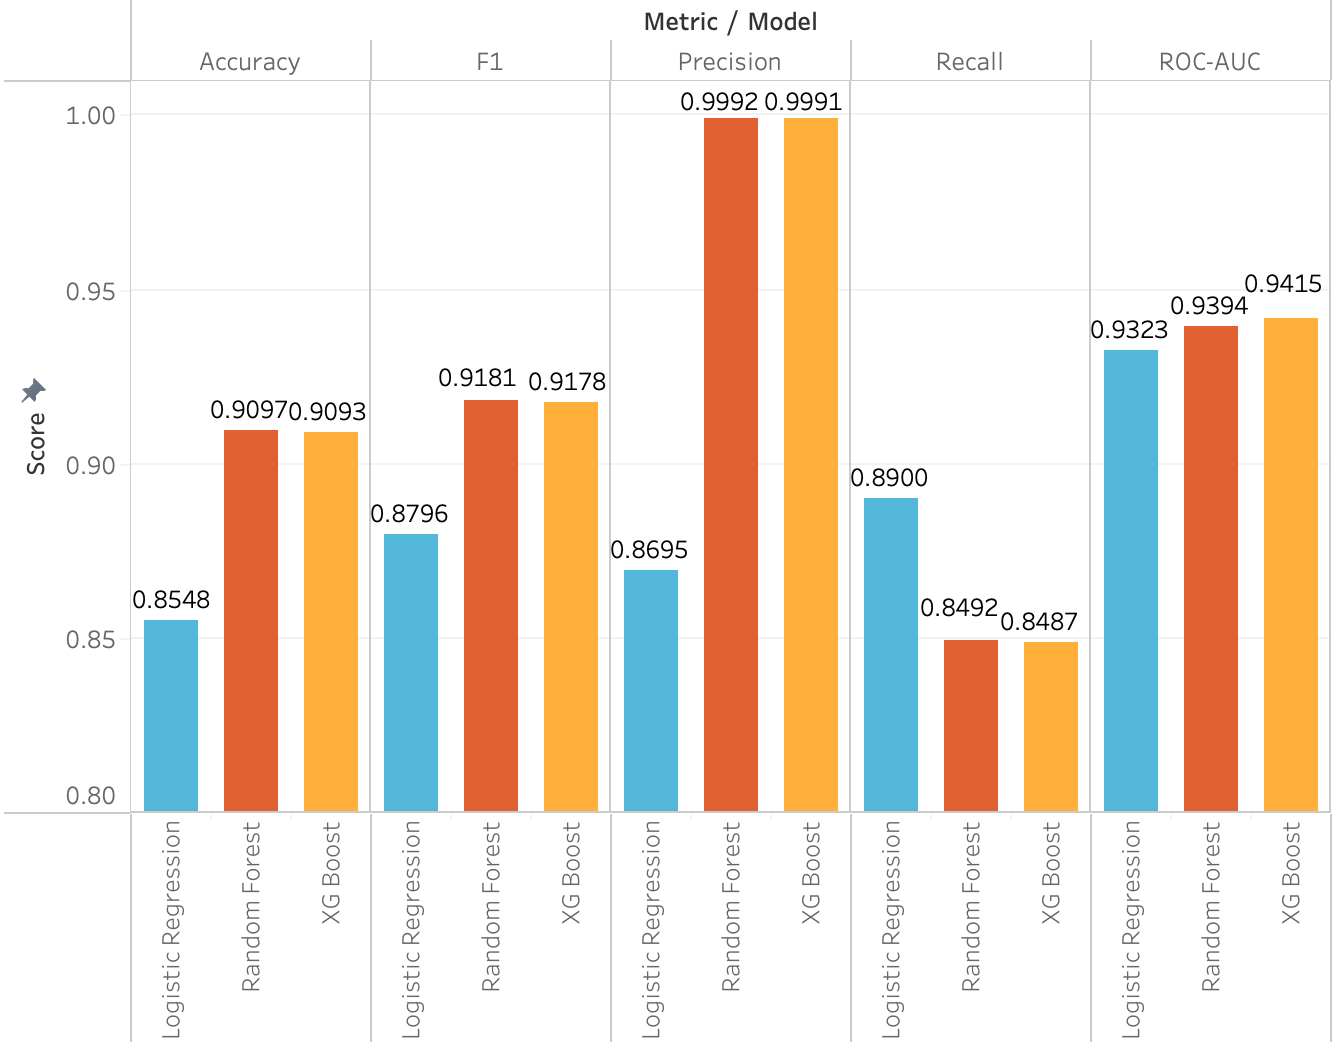 Metric / Model
Accuracy F1 Precision Recall ROC-AUC
Score
1.00
0.95
0.90
0.85
0.80
0.8548 0.9097 0.9093
0.8796 0.9181 0.9178
0.8695 0.9992 0.9991
0.8900 0.8492 0.8487
0.9323 0.9394 0.9415
Logistic Regression
Random Forest
XG Boost
Logistic Regression
Random Forest
XG Boost
Logistic Regression
Random Forest
XG Boost
Logistic Regression
Random Forest
XG Boost
Logistic Regression
Random Forest
XG Boost